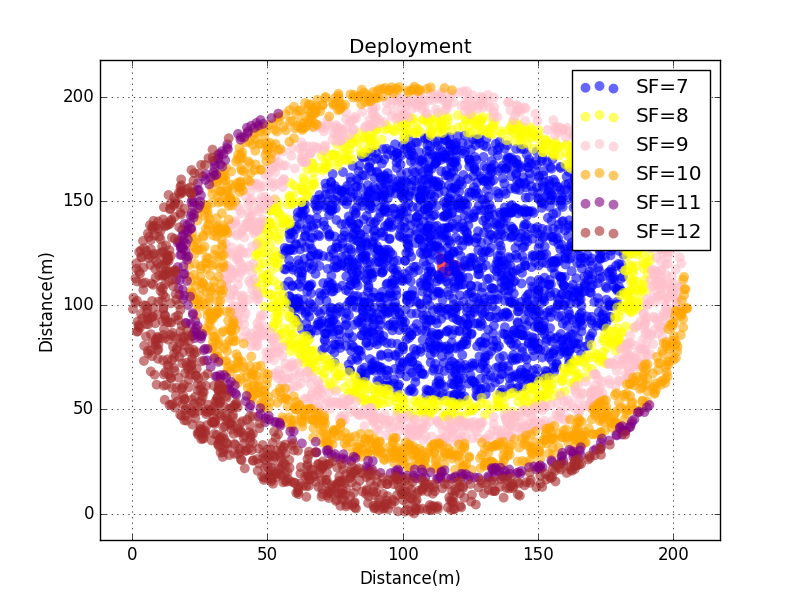 Deployment
SF=7
SF=8
SF=9
SF=10
SF=11
SF=12
200
150
100
50
0
Distance(m)
0
50
100
150
200
Distance(m)